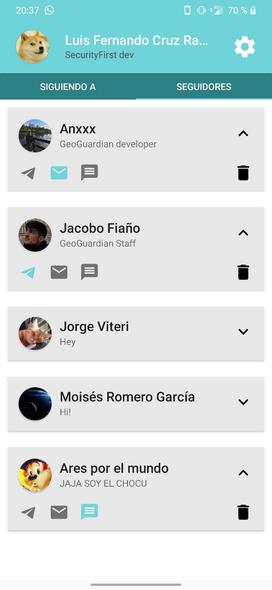 20:37 70 %
Luis Fernando Cruz Ra...
SecurityFirst dev
SIGUIENDO A SEGUIDORES
Anxxx
GeoGuardian developer
Jacobo Fiaño
GeoGuardian Staff
Jorge Viteri
Hey
Moisés Romero García
Hi!
Ares por el mundo
JAJA SOY EL CHOCU